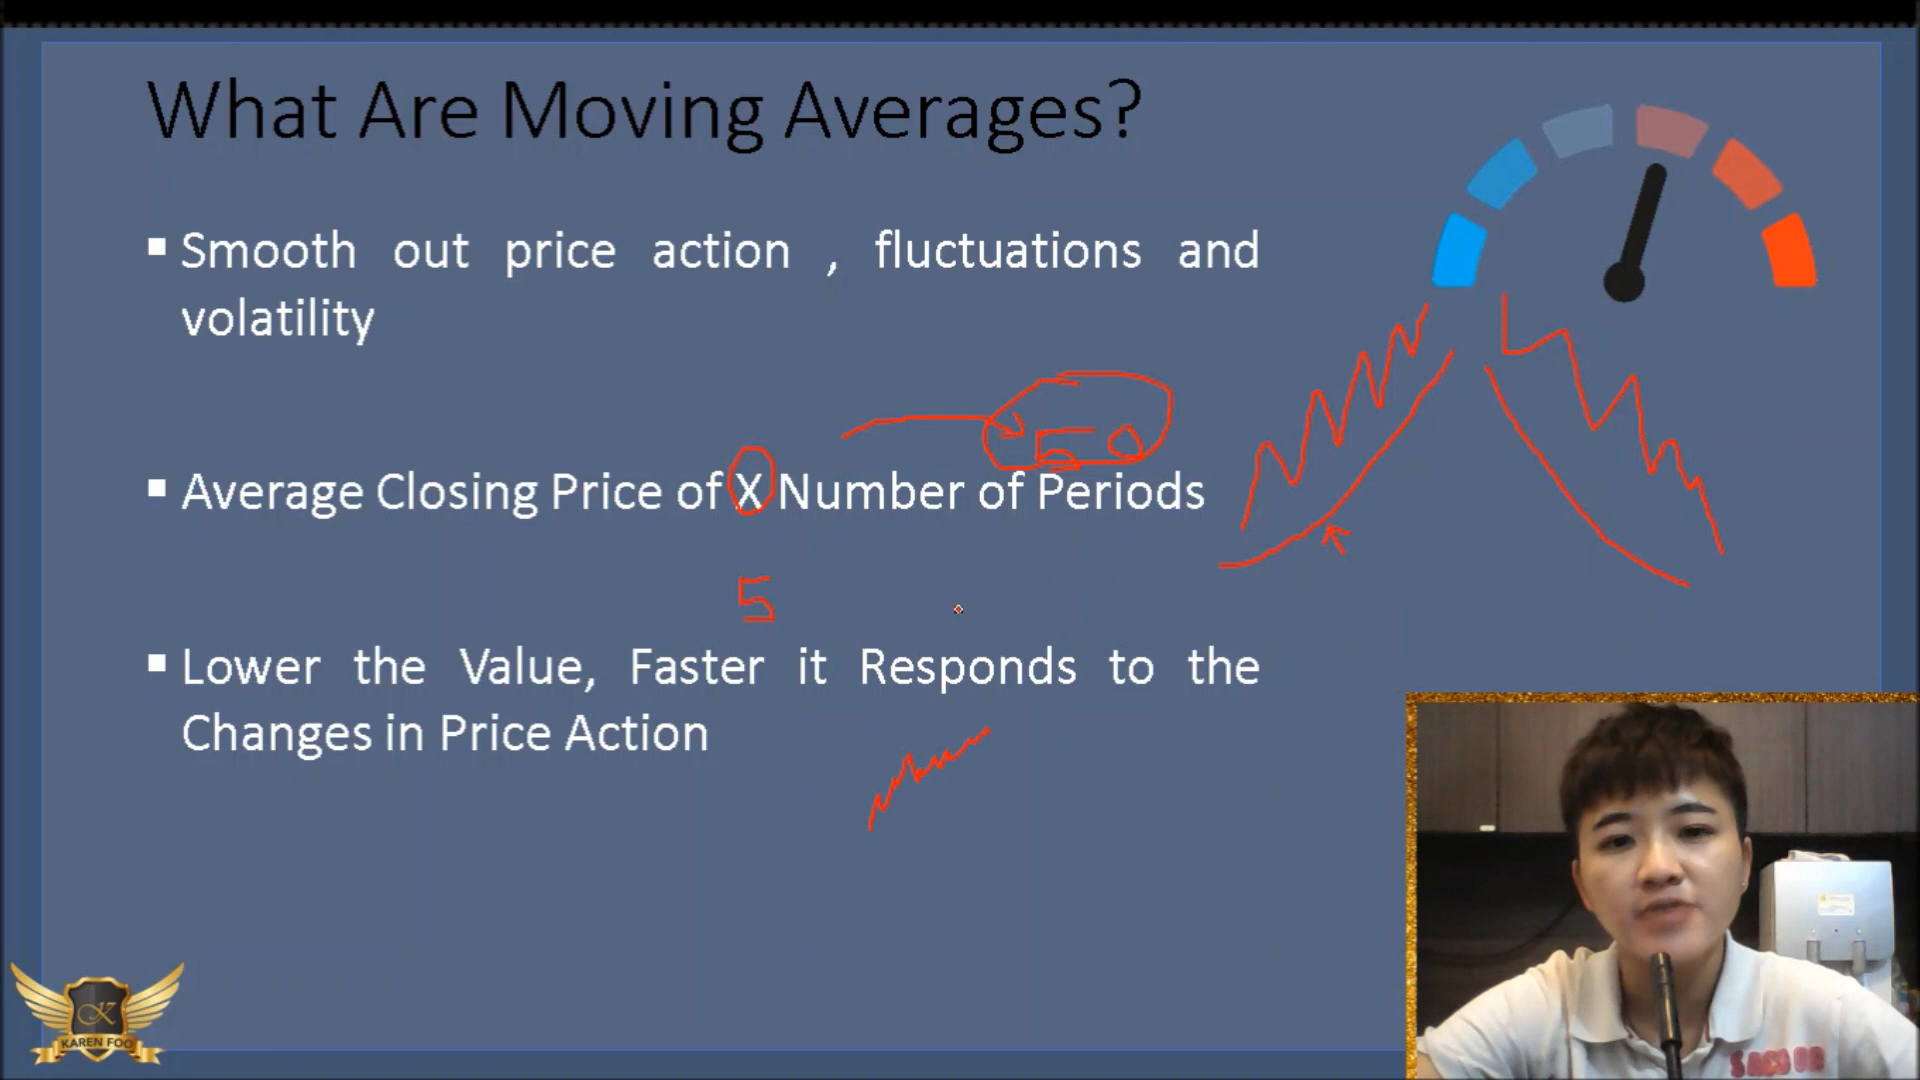 What Are Moving Averages?
▪ Smooth out price action , fluctuations and
volatility
▪ Average Closing Price of X Number of Periods
5
▪ Lower the Value, Faster it Responds to the
Changes in Price Action
K
KAREN FOO